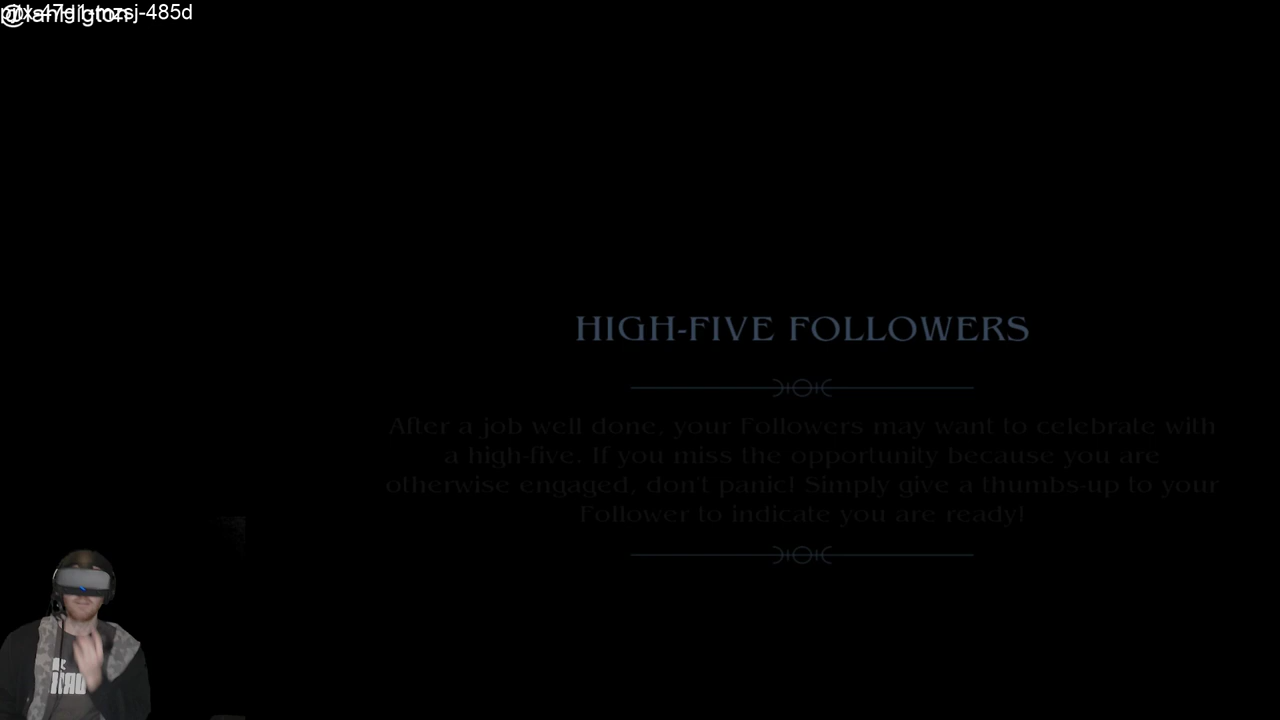 HIGH-FIVE FOLLOWERS
After a job well done, your Followers may want to celebrate with
a high-five. If you miss the opportunity because you are
otherwise engaged, don't panic! Simply give a thumbs-up to your
Follower to indicate you are ready!